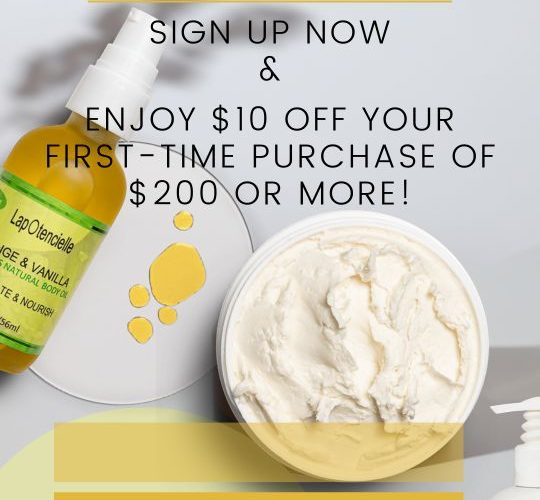 SIGN UP NOW
&
ENJOY $10 OFF YOUR
FIRST-TIME PURCHASE OF
$200 OR MORE!
LapOtencielle
& VANILLA
NATURAL BODY OIL
& NOURISH